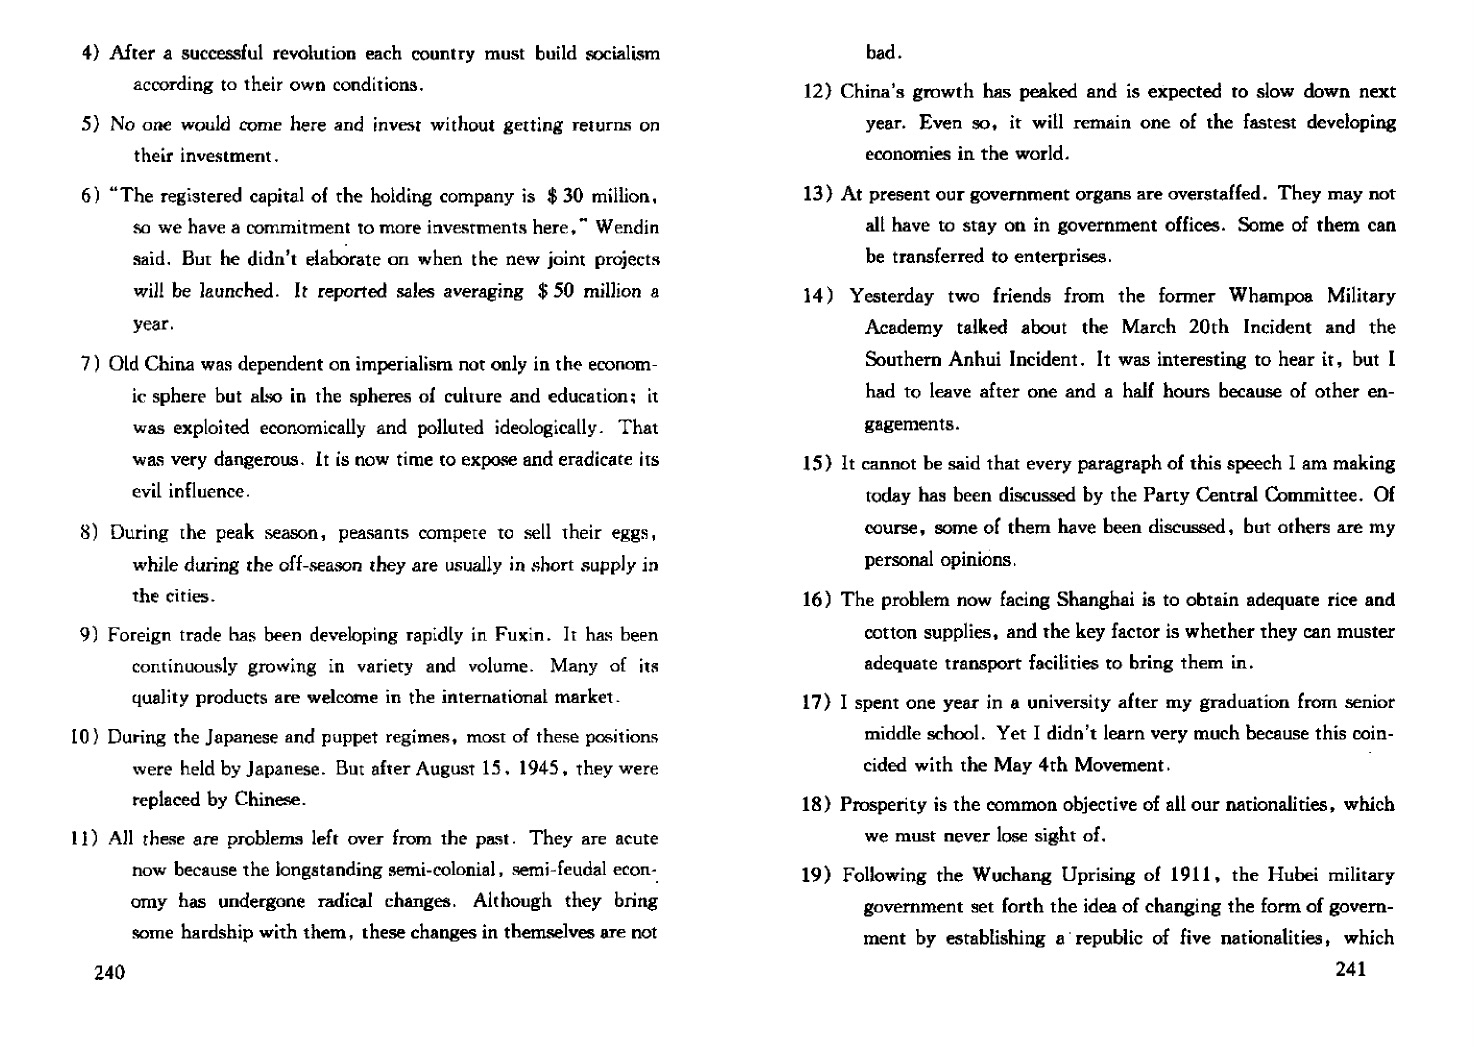 4) After a successful revolution each country must build socialism
according to their own conditions.
5) No one would come here and invest without getting returns on
their investment.
6) “The registered capital of the holding company is $30 million,
so we have a commitment to more investments here,” Wendin
said. But he didn't elaborate on when the new joint projects
will be launched. It reported sales averaging $50 million a
year.
7) Old China was dependent on imperialism not only in the econom-
ic sphere but also in the spheres of culture and education; it
was exploited economically and polluted ideologically. That
was very dangerous. It is now time to expose and eradicate its
evil influence.
8) During the peak season, peasants compete to sell their eggs,
while during the off-season they are usually in short supply in
the cities.
9) Foreign trade has been developing rapidly in Fuxin. It has been
continuously growing in variety and volume. Many of its
quality products are welcome in the international market.
10) During the Japanese and puppet regimes, most of these positions
were held by Japanese. But after August 15, 1945, they were
replaced by Chinese.
11) All these are problems left over from the past. They are acute
now because the longstanding semi-colonial, semi-feudal econ-
omy has undergone radical changes. Although they bring
some hardship with them, these changes in themselves are not
240
bad.
12) China's growth has peaked and is expected to slow down next
year. Even so, it will remain one of the fastest developing
economies in the world.
13) At present our government organs are overstaffed. They may not
all have to stay on in government offices. Some of them can
be transferred to enterprises.
14) Yesterday two friends from the former Whampoa Military
Academy talked about the March 20th Incident and the
Southern Anhui Incident. It was interesting to hear it, but I
had to leave after one and a half hours because of other en-
gagements.
15) It cannot be said that every paragraph of this speech I am making
today has been discussed by the Party Central Committee. Of
course, some of them have been discussed, but others are my
personal opinions.
16) The problem now facing Shanghai is to obtain adequate rice and
cotton supplies, and the key factor is whether they can muster
adequate transport facilities to bring them in.
17) I spent one year in a university after my graduation from senior
middle school. Yet I didn't learn very much because this coin-
cided with the May 4th Movement.
18) Prosperity is the common objective of all our nationalities, which
we must never lose sight of.
19) Following the Wuchang Uprising of 1911, the Hubei military
government set forth the idea of changing the form of govern-
ment by establishing a republic of five nationalities, which
241